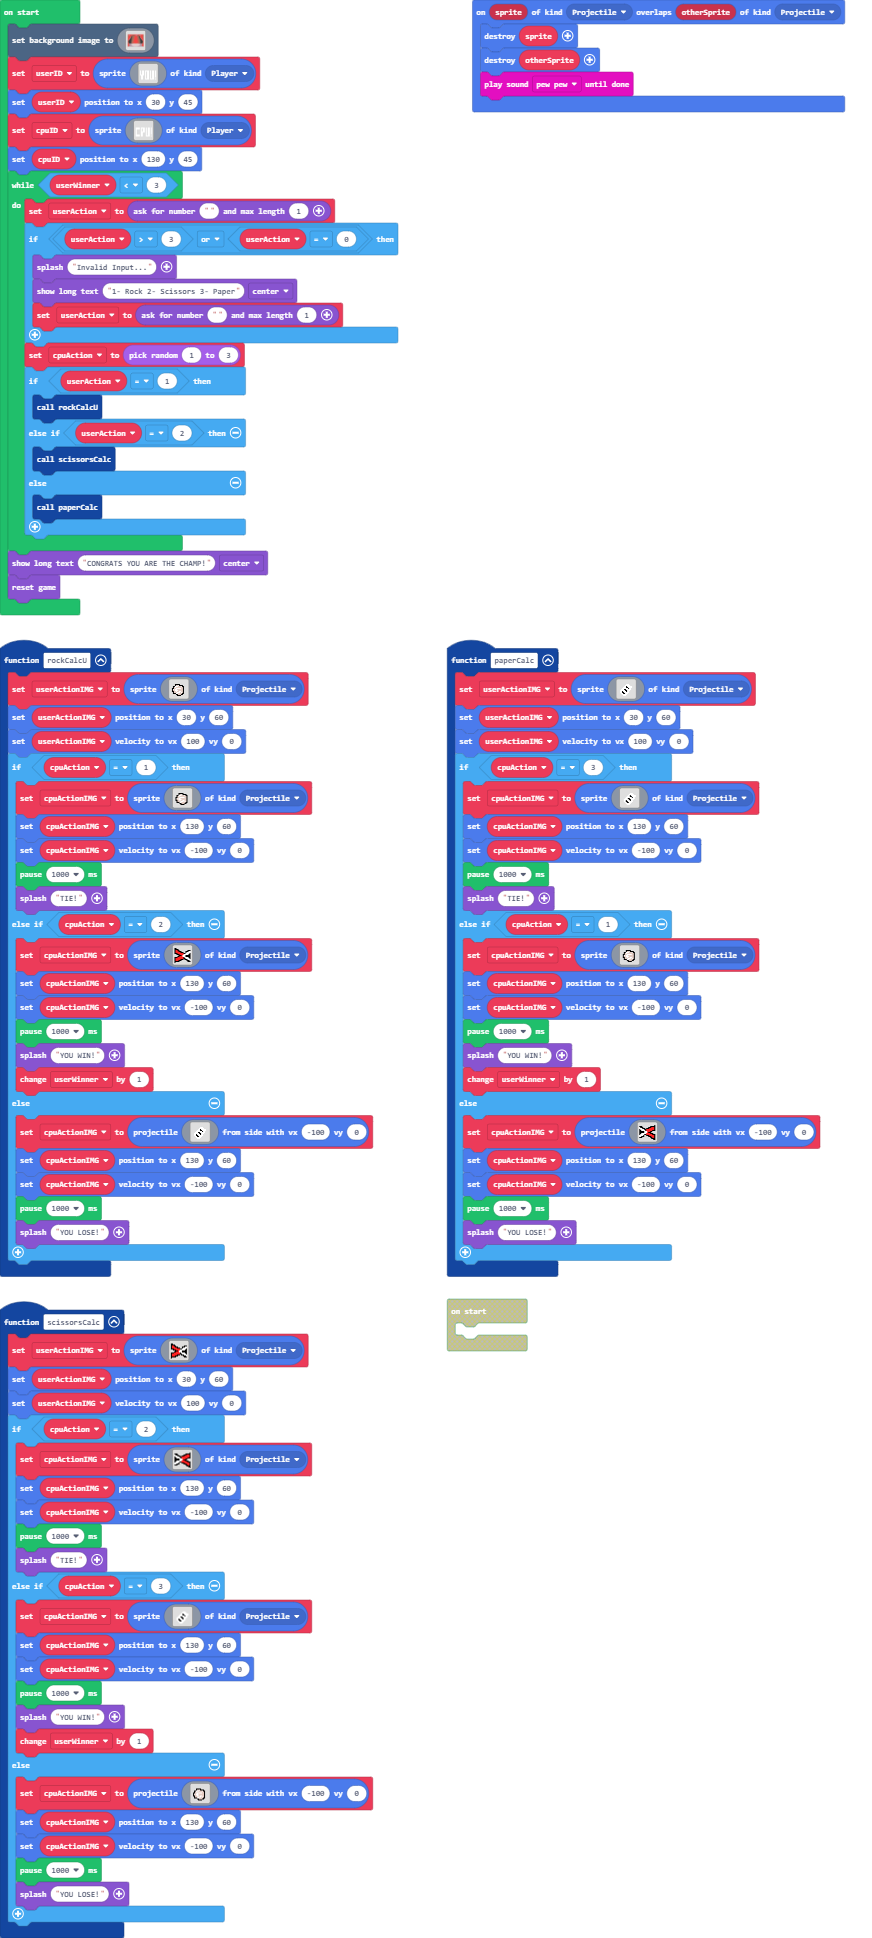 on start
set background image to
set userID to sprite YOU! of kind Player
set userID position to x 30 y 45
set cpuID to sprite CPU of kind Player
set cpuID position to x 130 y 45
while userWinner < 3
do
set userAction to ask for number "" and max length 1
if userAction > 3 or userAction = 0 then
splash "Invalid Input..."
show long text "1- Rock 2- Scissors 3- Paper" center
set userAction to ask for number "" and max length 1
set cpuAction to pick random 1 to 3
if userAction = 1 then
call rockCalcU
else if userAction = 2 then
call scissorsCalc
else
call paperCalc
show long text "CONGRATS YOU ARE THE CHAMP!" center
reset game
on sprite of kind Projectile overlaps otherSprite of kind Projectile
destroy sprite
destroy otherSprite
play sound pew pew until done
function rockCalcU
set userActionIMG to sprite of kind Projectile
set userActionIMG position to x 30 y 60
set userActionIMG velocity to vx 100 vy 0
if cpuAction = 1 then
set cpuActionIMG to sprite of kind Projectile
set cpuActionIMG position to x 130 y 60
set cpuActionIMG velocity to vx -100 vy 0
pause 1000 ms
splash "TIE!"
else if cpuAction = 2 then
set cpuActionIMG to sprite of kind Projectile
set cpuActionIMG position to x 130 y 60
set cpuActionIMG velocity to vx -100 vy 0
pause 1000 ms
splash "YOU WIN!"
change userWinner by 1
else
set cpuActionIMG to projectile from side with vx -100 vy 0
set cpuActionIMG position to x 130 y 60
set cpuActionIMG velocity to vx -100 vy 0
pause 1000 ms
splash "YOU LOSE!"
function paperCalc
set userActionIMG to sprite of kind Projectile
set userActionIMG position to x 30 y 60
set userActionIMG velocity to vx 100 vy 0
if cpuAction = 3 then
set cpuActionIMG to sprite of kind Projectile
set cpuActionIMG position to x 130 y 60
set cpuActionIMG velocity to vx -100 vy 0
pause 1000 ms
splash "TIE!"
else if cpuAction = 1 then
set cpuActionIMG to sprite of kind Projectile
set cpuActionIMG position to x 130 y 60
set cpuActionIMG velocity to vx -100 vy 0
pause 1000 ms
splash "YOU WIN!"
change userWinner by 1
else
set cpuActionIMG to projectile from side with vx -100 vy 0
set cpuActionIMG position to x 130 y 60
set cpuActionIMG velocity to vx -100 vy 0
pause 1000 ms
splash "YOU LOSE!"
function scissorsCalc
set userActionIMG to sprite of kind Projectile
set userActionIMG position to x 30 y 60
set userActionIMG velocity to vx 100 vy 0
if cpuAction = 2 then
set cpuActionIMG to sprite of kind Projectile
set cpuActionIMG position to x 130 y 60
set cpuActionIMG velocity to vx -100 vy 0
pause 1000 ms
splash "TIE!"
else if cpuAction = 3 then
set cpuActionIMG to sprite of kind Projectile
set cpuActionIMG position to x 130 y 60
set cpuActionIMG velocity to vx -100 vy 0
pause 1000 ms
splash "YOU WIN!"
change userWinner by 1
else
set cpuActionIMG to projectile from side with vx -100 vy 0
set cpuActionIMG position to x 130 y 60
set cpuActionIMG velocity to vx -100 vy 0
pause 1000 ms
splash "YOU LOSE!"
on start